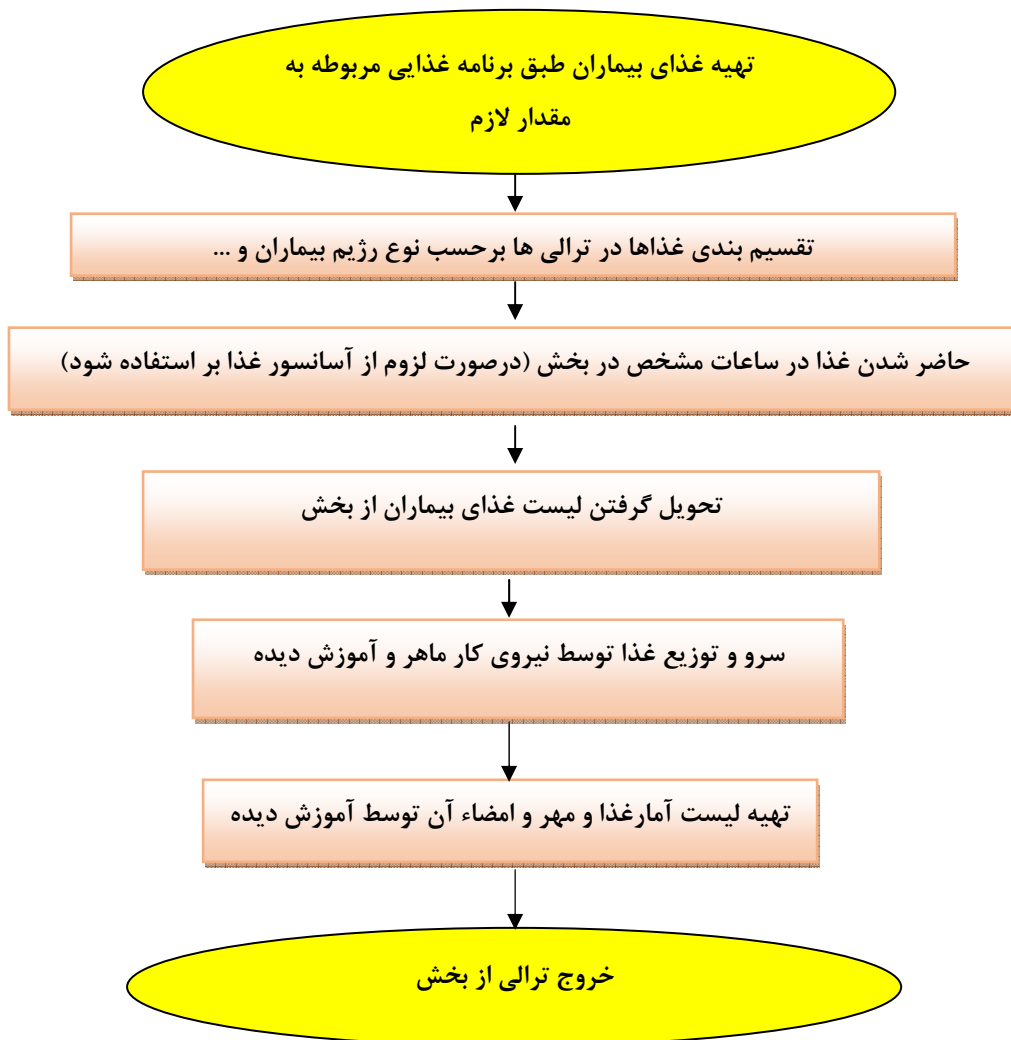 تهیه غذای بیماران طبق برنامه غذایی مربوطه به
مقدار لازم
تقسیم بندی غذاها در ترالی ها برحسب نوع رژیم بیماران و ...
حاضر شدن غذا در ساعات مشخص در بخش (درصورت لزوم از آسانسور غذا بر استفاده شود)
تحویل گرفتن لیست غذای بیماران از بخش
سرو و توزیع غذا توسط نیروی کار ماهر و آموزش دیده
تهیه لیست آمارغذا و مهر و امضاء آن توسط آموزش دیده
خروج ترالی از بخش